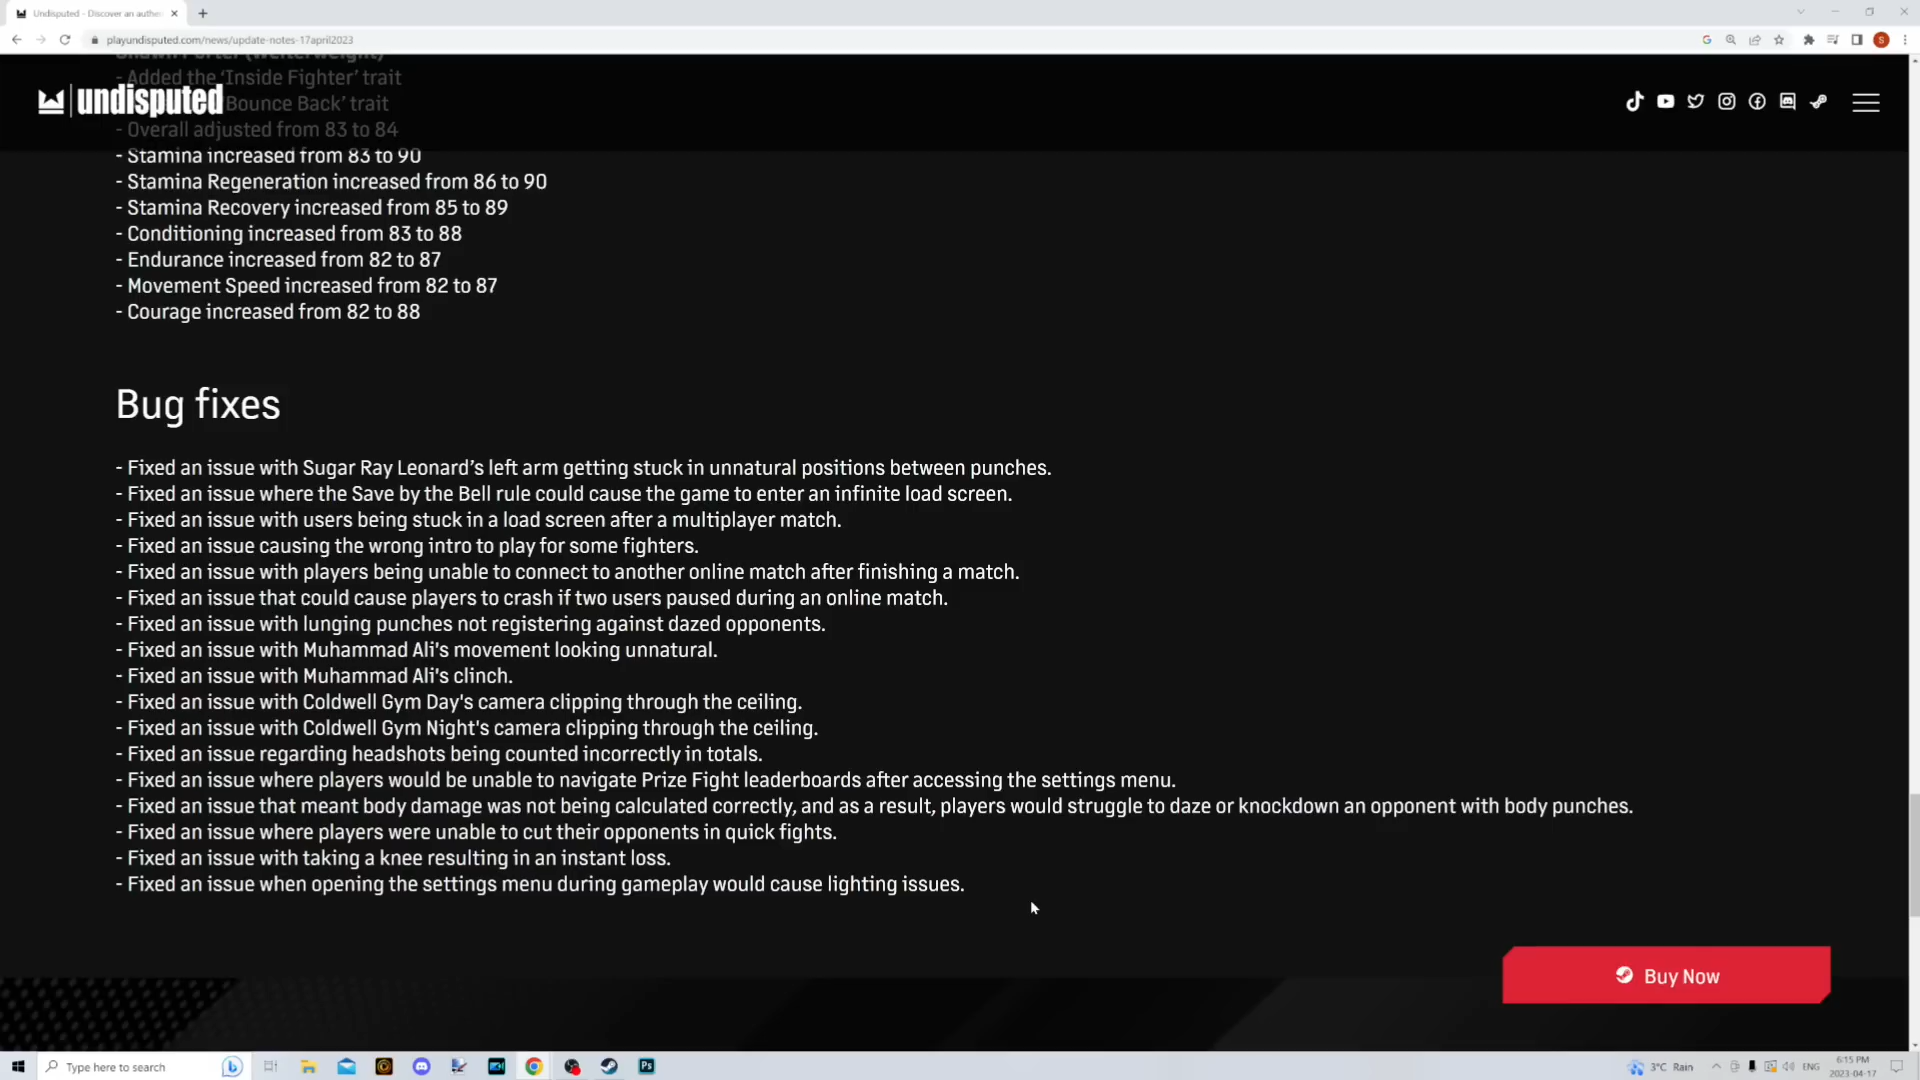 Undisputed - Discover an authe
playundisputed.com/news/update-notes-17april2023
S
Shawn Porter (Welterweight)
- Added the 'Inside Fighter' trait
undisputed
Bounce Back' trait
- Overall adjusted from 83 to 84
- Stamina increased from 83 to 90
- Stamina Regeneration increased from 86 to 90
- Stamina Recovery increased from 85 to 89
- Conditioning increased from 83 to 88
- Endurance increased from 82 to 87
- Movement Speed increased from 82 to 87
- Courage increased from 82 to 88
Bug fixes
- Fixed an issue with Sugar Ray Leonard's left arm getting stuck in unnatural positions between punches.
- Fixed an issue where the Save by the Bell rule could cause the game to enter an infinite load screen.
- Fixed an issue with users being stuck in a load screen after a multiplayer match.
- Fixed an issue causing the wrong intro to play for some fighters.
- Fixed an issue with players being unable to connect to another online match after finishing a match.
- Fixed an issue that could cause players to crash if two users paused during an online match.
- Fixed an issue with lunging punches not registering against dazed opponents.
- Fixed an issue with Muhammad Ali's movement looking unnatural.
- Fixed an issue with Muhammad Ali's clinch.
- Fixed an issue with Coldwell Gym Day's camera clipping through the ceiling.
- Fixed an issue with Coldwell Gym Night's camera clipping through the ceiling.
- Fixed an issue regarding headshots being counted incorrectly in totals.
- Fixed an issue where players would be unable to navigate Prize Fight leaderboards after accessing the settings menu.
- Fixed an issue that meant body damage was not being calculated correctly, and as a result, players would struggle to daze or knockdown an opponent with body punches.
- Fixed an issue where players were unable to cut their opponents in quick fights.
- Fixed an issue with taking a knee resulting in an instant loss.
- Fixed an issue when opening the settings menu during gameplay would cause lighting issues.
Buy Now
Type here to search
Ps
3°C Rain
ENG
6:15 PM
2023-04-17